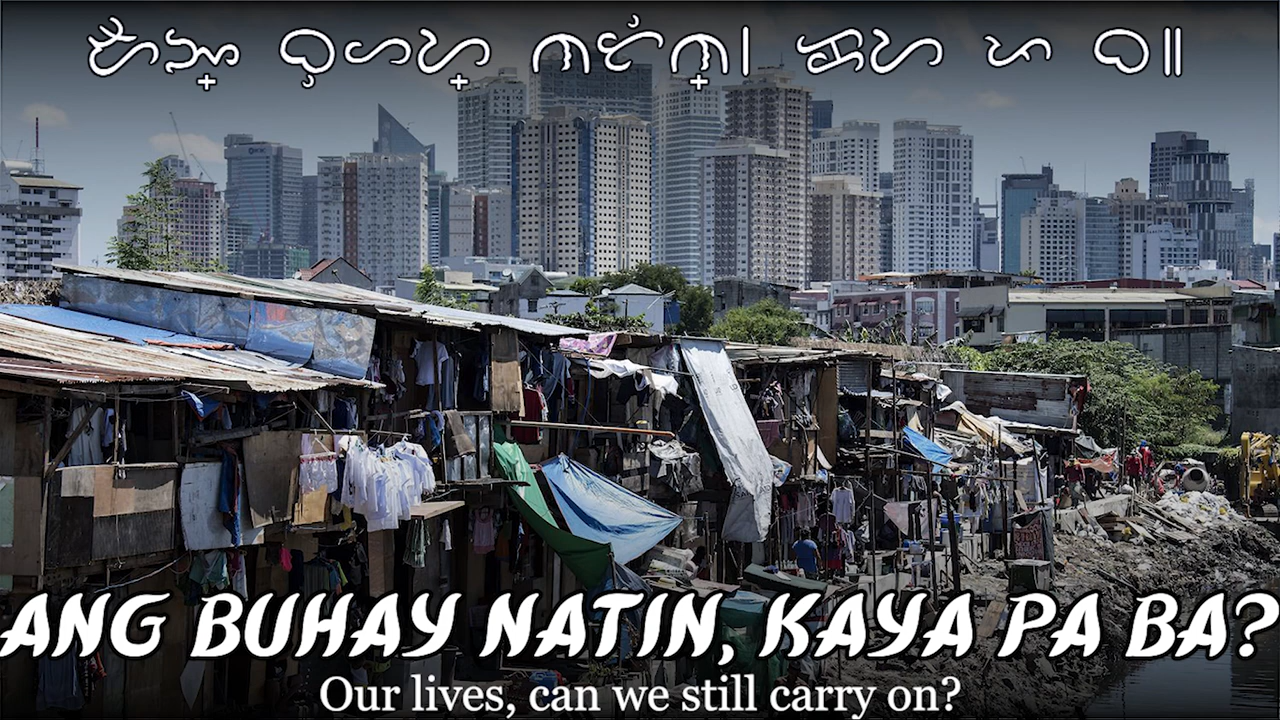 ᜀᜅ᜔ ᜊᜓᜑᜌ᜔ ᜈᜆᜒᜈ᜔᜵ ᜃᜌ ᜉ ᜊ᜶
ANG BUHAY NATIN, KAYA PA BA?
Our lives, can we still carry on?